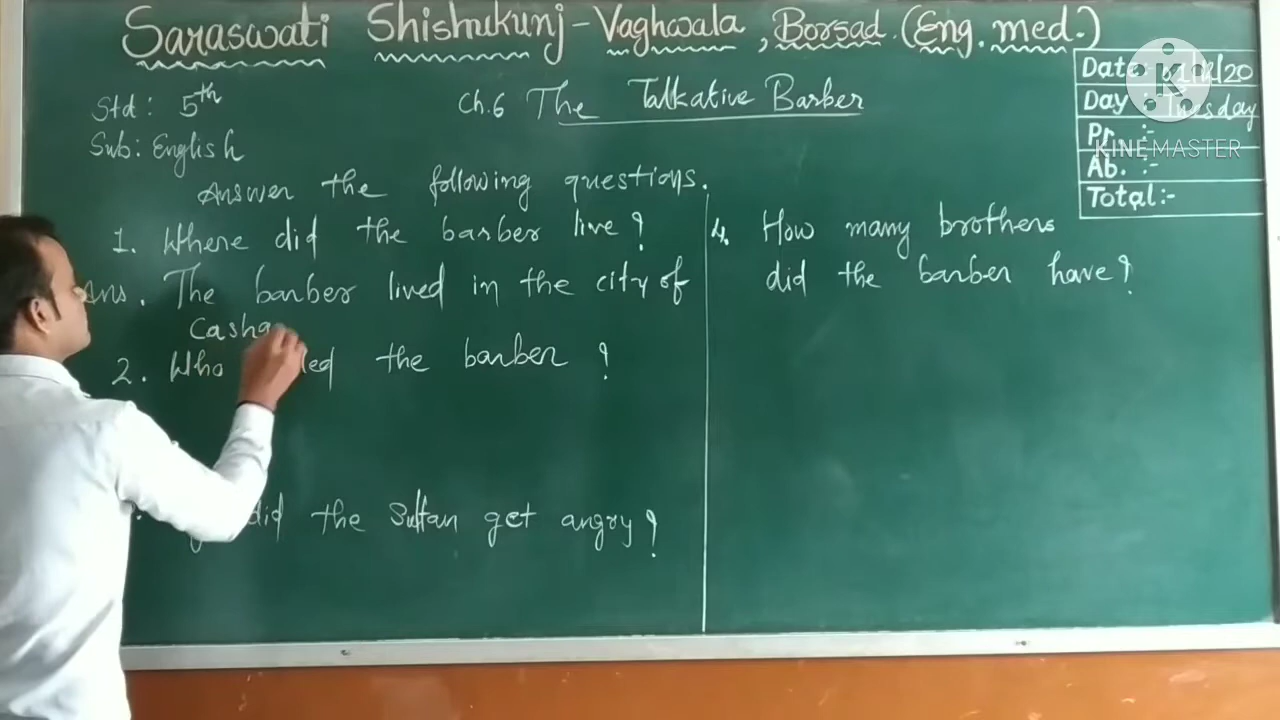 Saraswati Shishukunj-Vaghwala, Borsad. (Eng. med.)
Date
Day :- Tuesday
Pr. :-
Ab. :-
Total:-
KINEMASTER
Std: 5th
Ch.6 The Talkative Barber
Sub: English
Answer the following questions.
1. Where did the barber live?
Ans. The barber lived in the city of
Casha
2. Who the barber?
did the Sultan get angry?
4. How many brothers
did the barber have?